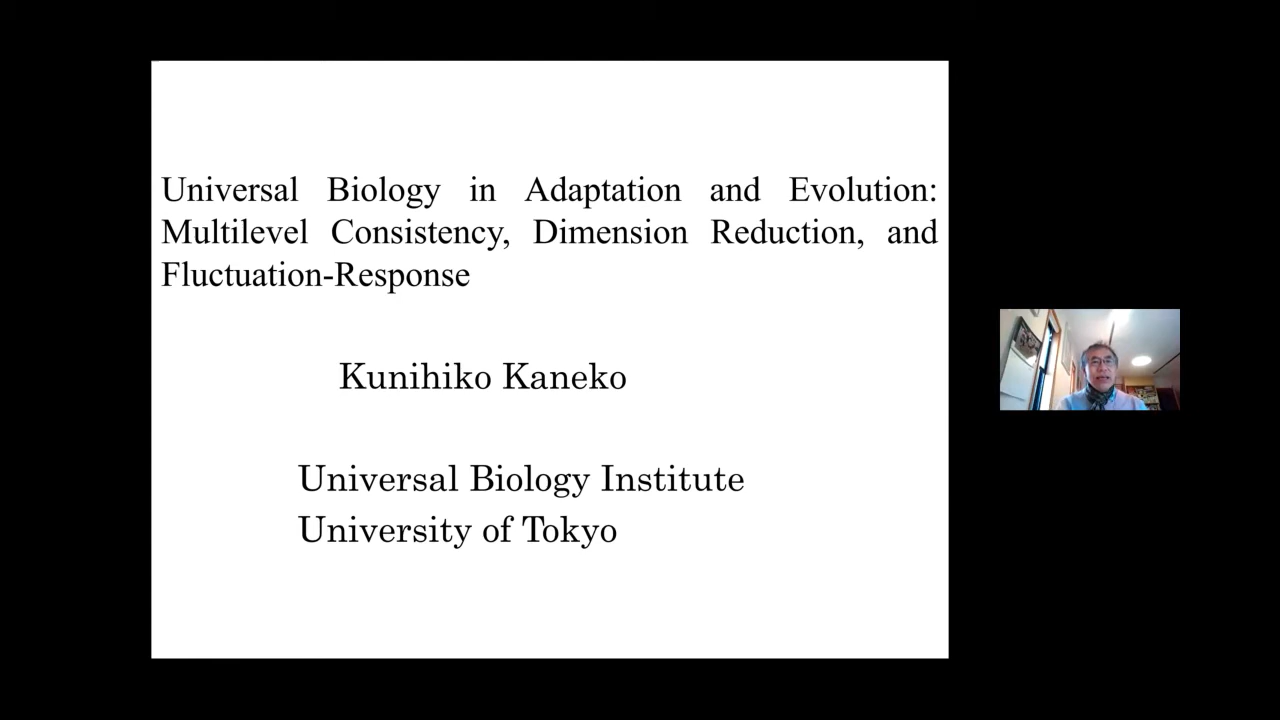 Universal Biology in Adaptation and Evolution:
Multilevel Consistency, Dimension Reduction, and
Fluctuation-Response
Kunihiko Kaneko
Universal Biology Institute
University of Tokyo